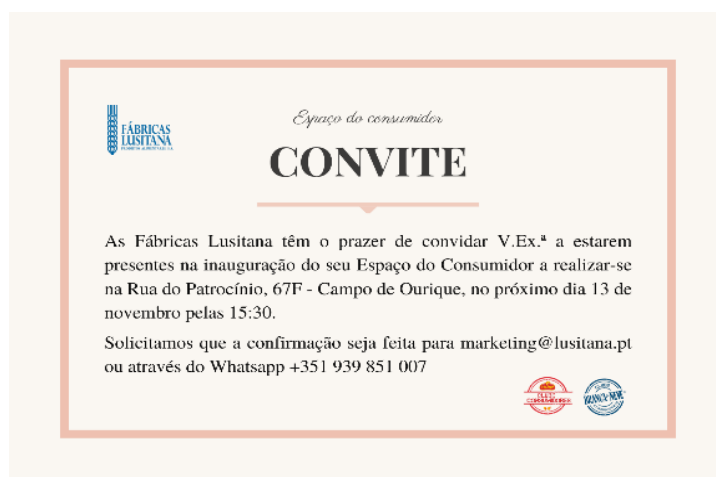 FÁBRICAS
LUSITANA
Espaço do consumidor
CONVITE
As Fábricas Lusitana têm o prazer de convidar V.Ex.ª a estarem
presentes na inauguração do seu Espaço do Consumidor a realizar-se
na Rua do Patrocínio, 67F - Campo de Ourique, no próximo dia 13 de
novembro pelas 15:30.
Solicitamos que a confirmação seja feita para marketing@lusitana.pt
ou através do Whatsapp +351 939 851 007
CONSUMIDORES
BRANCA-NEVE